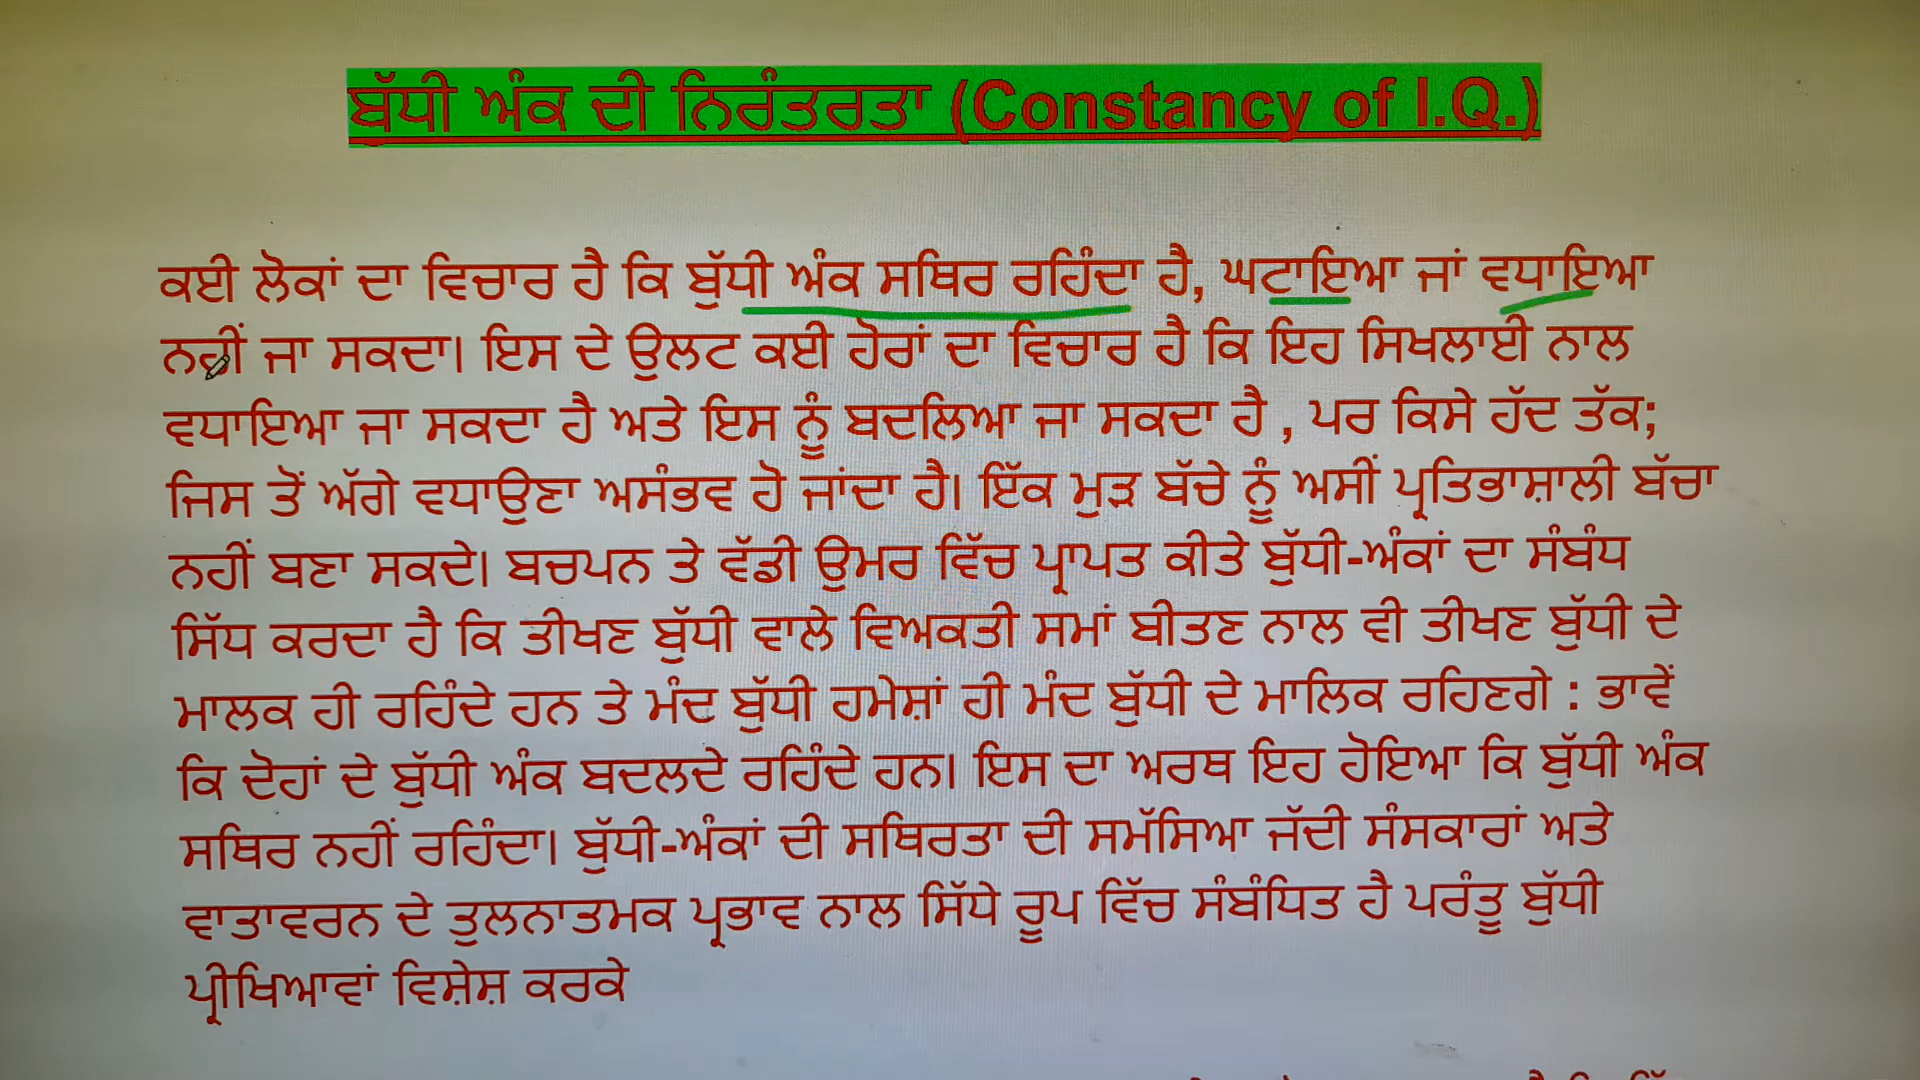 ਬੁੱਧੀ ਅੰਕ ਦੀ ਨਿਰੰਤਰਤਾ (Constancy of I.Q.)
ਕਈ ਲੋਕਾਂ ਦਾ ਵਿਚਾਰ ਹੈ ਕਿ ਬੁੱਧੀ ਅੰਕ ਸਥਿਰ ਰਹਿੰਦਾ ਹੈ, ਘਟਾਇਆ ਜਾਂ ਵਧਾਇਆ
ਨਹੀਂ ਜਾ ਸਕਦਾ। ਇਸ ਦੇ ਉਲਟ ਕਈ ਹੋਰਾਂ ਦਾ ਵਿਚਾਰ ਹੈ ਕਿ ਇਹ ਸਿਖਲਾਈ ਨਾਲ
ਵਧਾਇਆ ਜਾ ਸਕਦਾ ਹੈ ਅਤੇ ਇਸ ਨੂੰ ਬਦਲਿਆ ਜਾ ਸਕਦਾ ਹੈ , ਪਰ ਕਿਸੇ ਹੱਦ ਤੱਕ;
ਜਿਸ ਤੋਂ ਅੱਗੇ ਵਧਾਉਣਾ ਅਸੰਭਵ ਹੋ ਜਾਂਦਾ ਹੈ। ਇੱਕ ਮੁੜ ਬੱਚੇ ਨੂੰ ਅਸੀਂ ਪ੍ਰਤਿਭਾਸ਼ਾਲੀ ਬੱਚਾ
ਨਹੀਂ ਬਣਾ ਸਕਦੇ। ਬਚਪਨ ਤੇ ਵੱਡੀ ਉਮਰ ਵਿੱਚ ਪ੍ਰਾਪਤ ਕੀਤੇ ਬੁੱਧੀ-ਅੰਕਾਂ ਦਾ ਸੰਬੰਧ
ਸਿੱਧ ਕਰਦਾ ਹੈ ਕਿ ਤੀਖਣ ਬੁੱਧੀ ਵਾਲੇ ਵਿਅਕਤੀ ਸਮਾਂ ਬੀਤਣ ਨਾਲ ਵੀ ਤੀਖਣ ਬੁੱਧੀ ਦੇ
ਮਾਲਕ ਹੀ ਰਹਿੰਦੇ ਹਨ ਤੇ ਮੰਦ ਬੁੱਧੀ ਹਮੇਸ਼ਾਂ ਹੀ ਮੰਦ ਬੁੱਧੀ ਦੇ ਮਾਲਿਕ ਰਹਿਣਗੇ : ਭਾਵੇਂ
ਕਿ ਦੋਹਾਂ ਦੇ ਬੁੱਧੀ ਅੰਕ ਬਦਲਦੇ ਰਹਿੰਦੇ ਹਨ। ਇਸ ਦਾ ਅਰਥ ਇਹ ਹੋਇਆ ਕਿ ਬੁੱਧੀ ਅੰਕ
ਸਥਿਰ ਨਹੀਂ ਰਹਿੰਦਾ। ਬੁੱਧੀ-ਅੰਕਾਂ ਦੀ ਸਥਿਰਤਾ ਦੀ ਸਮੱਸਿਆ ਜੱਦੀ ਸੰਸਕਾਰਾਂ ਅਤੇ
ਵਾਤਾਵਰਨ ਦੇ ਤੁਲਨਾਤਮਕ ਪ੍ਰਭਾਵ ਨਾਲ ਸਿੱਧੇ ਰੂਪ ਵਿੱਚ ਸੰਬੰਧਿਤ ਹੈ ਪਰੰਤੂ ਬੁੱਧੀ
ਪ੍ਰੀਖਿਆਵਾਂ ਵਿਸ਼ੇਸ਼ ਕਰਕੇ